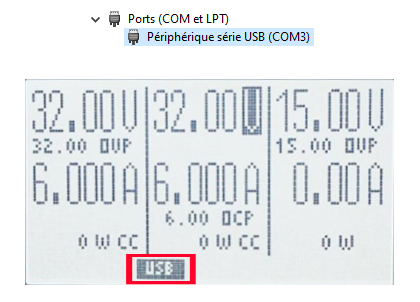 Ports (COM et LPT)
Périphérique série USB (COM3)
32.00V 32.00V 15.00V
32.00 OVP 15.00 OVP
6.000A 6.000A 0.00A
6.00 OCP
0 W CC 0 W CC 0 W
USB